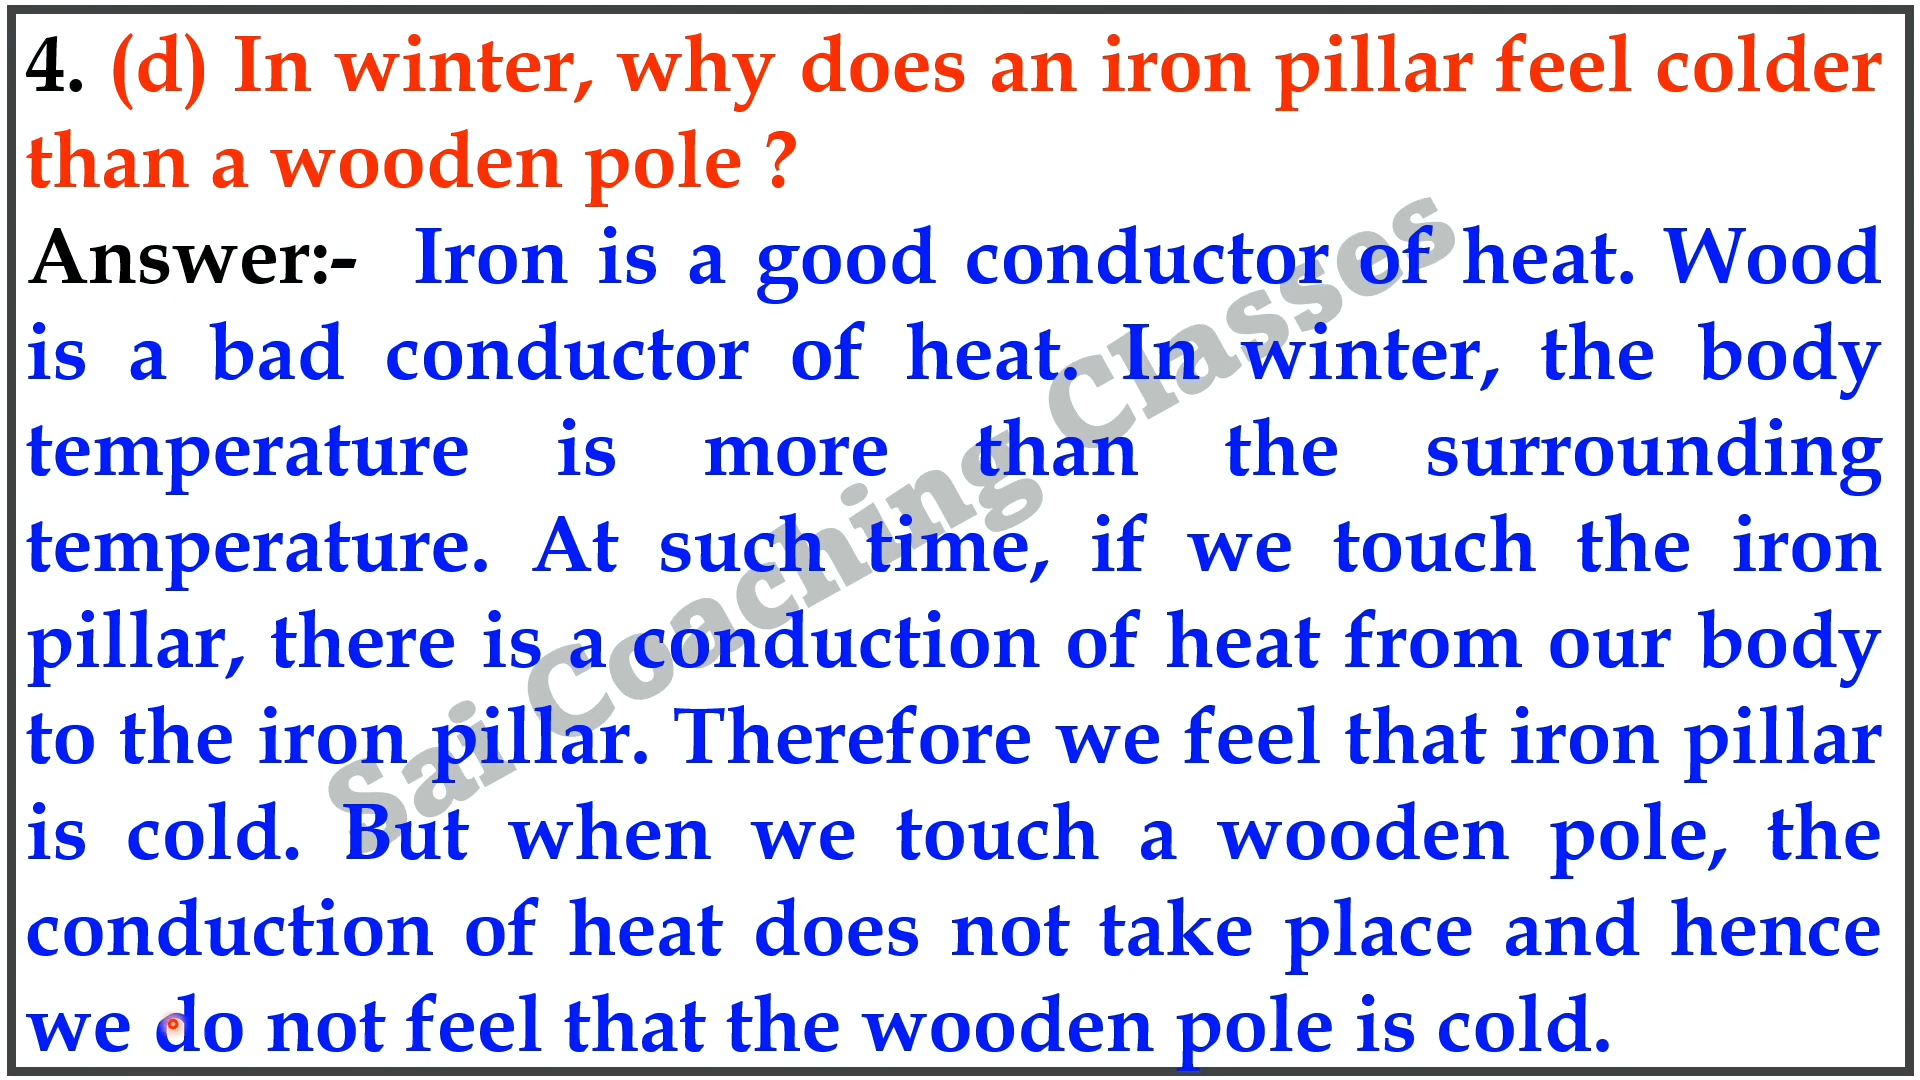 4. (d) In winter, why does an iron pillar feel colder
than a wooden pole ?
Answer:- Iron is a good conductor of heat. Wood
is a bad conductor of heat. In winter, the body
temperature is more than the surrounding
temperature. At such time, if we touch the iron
pillar, there is a conduction of heat from our body
to the iron pillar. Therefore we feel that iron pillar
is cold. But when we touch a wooden pole, the
conduction of heat does not take place and hence
we do not feel that the wooden pole is cold.
Sai Coaching Classes